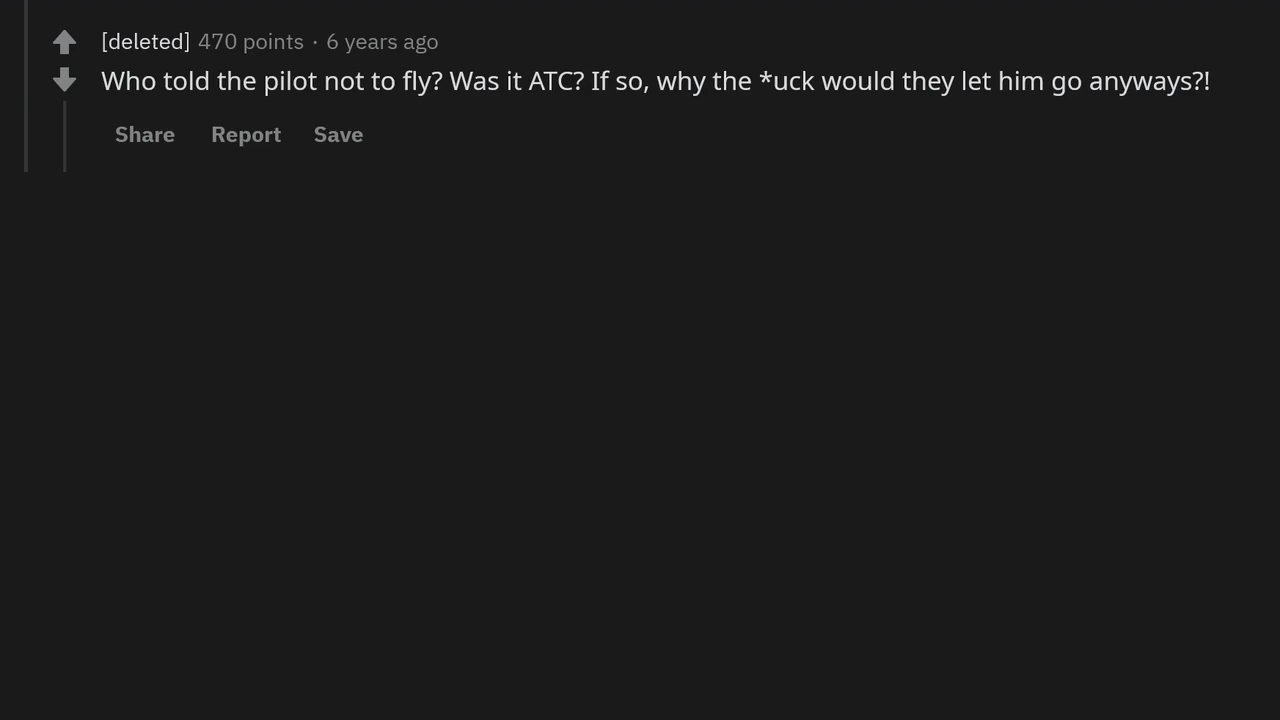 [deleted] 470 points · 6 years ago
Who told the pilot not to fly? Was it ATC? If so, why the *uck would they let him go anyways?!
Share Report Save